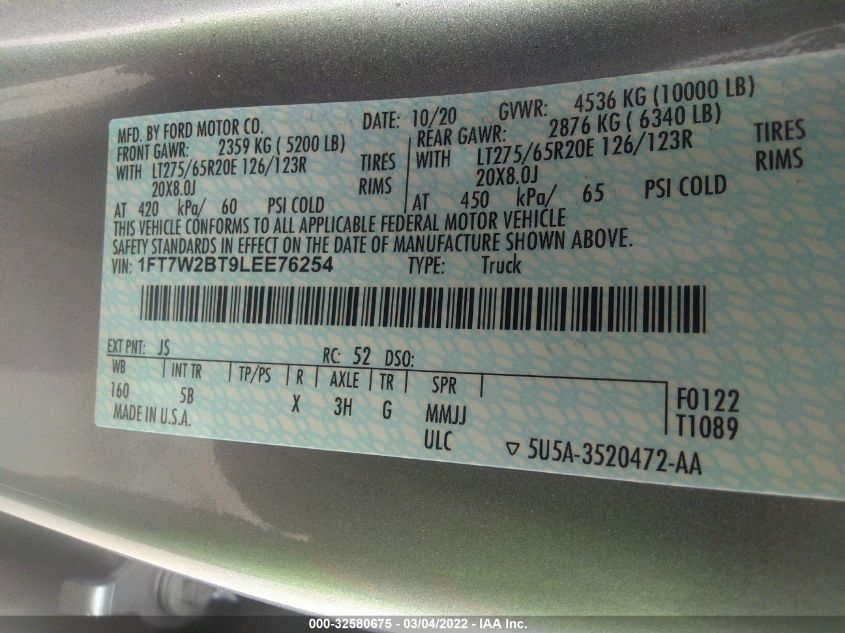 MFD. BY FORD MOTOR CO.
DATE: 10/20 GVWR: 4536 KG (10000 LB)
FRONT GAWR: 2359 KG ( 5200 LB)
REAR GAWR: 2876 KG ( 6340 LB)
WITH LT275/65R20E 126/123R TIRES
WITH LT275/65R20E 126/123R TIRES
20X8.0J RIMS
20X8.0J RIMS
AT 420 kPa/ 60 PSI COLD
AT 450 kPa/ 65 PSI COLD
THIS VEHICLE CONFORMS TO ALL APPLICABLE FEDERAL MOTOR VEHICLE
SAFETY STANDARDS IN EFFECT ON THE DATE OF MANUFACTURE SHOWN ABOVE.
VIN: 1FT7W2BT9LEE76254 TYPE: Truck
EXT PNT: JS RC: 52 DSO:
WB INT TR TP/PS R AXLE TR SPR
160 5B X 3H G MMJJ
MADE IN U.S.A. ULC
F0122
T1089
5U5A-3520472-AA
000-32580675 - 03/04/2022 - IAA Inc.